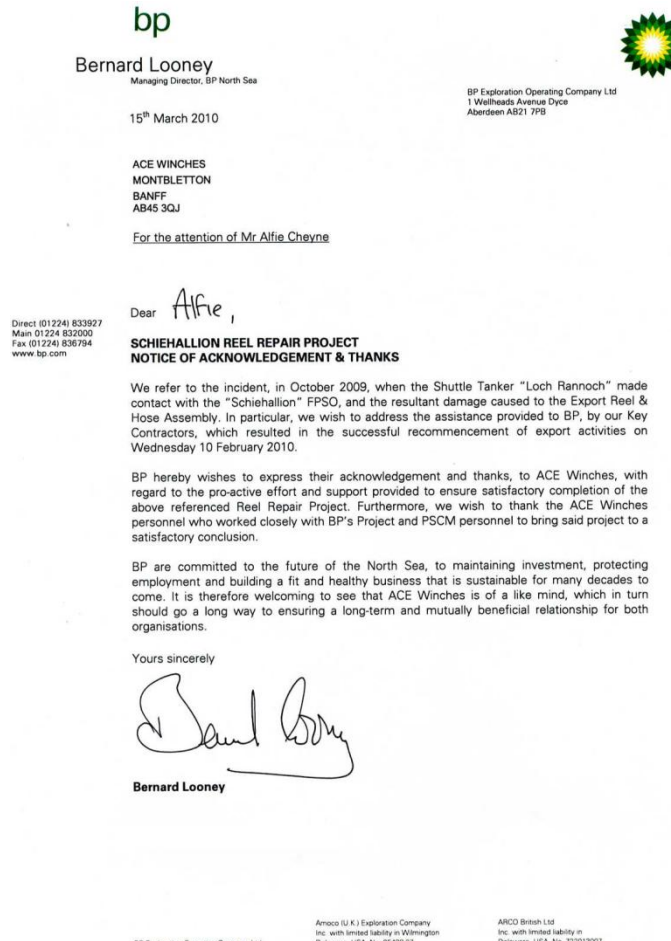 bp
Bernard Looney
Managing Director, BP North Sea
BP Exploration Operating Company Ltd
1 Wellheads Avenue Dyce
Aberdeen AB21 7PB
15th March 2010
ACE WINCHES
MONTBLETTON
BANFF
AB45 3QJ
For the attention of Mr Alfie Cheyne
Direct (01224) 833927
Main 01224 832000
Fax (01224) 836794
www.bp.com
Dear Alfie,
SCHIEHALLION REEL REPAIR PROJECT
NOTICE OF ACKNOWLEDGEMENT & THANKS
We refer to the incident, in October 2009, when the Shuttle Tanker "Loch Rannoch" made
contact with the "Schiehallion" FPSO, and the resultant damage caused to the Export Reel &
Hose Assembly. In particular, we wish to address the assistance provided to BP, by our Key
Contractors, which resulted in the successful recommencement of export activities on
Wednesday 10 February 2010.
BP hereby wishes to express their acknowledgement and thanks, to ACE Winches, with
regard to the pro-active effort and support provided to ensure satisfactory completion of the
above referenced Reel Repair Project. Furthermore, we wish to thank the ACE Winches
personnel who worked closely with BP's Project and PSCM personnel to bring said project to a
satisfactory conclusion.
BP are committed to the future of the North Sea, to maintaining investment, protecting
employment and building a fit and healthy business that is sustainable for many decades to
come. It is therefore welcoming to see that ACE Winches is of a like mind, which in turn
should go a long way to ensuring a long-term and mutually beneficial relationship for both
organisations.
Yours sincerely
Bernard Looney
Amoco (U.K.) Exploration Company
Inc. with limited liability in Wilmington
ARCO British Ltd
Inc. with limited liability in